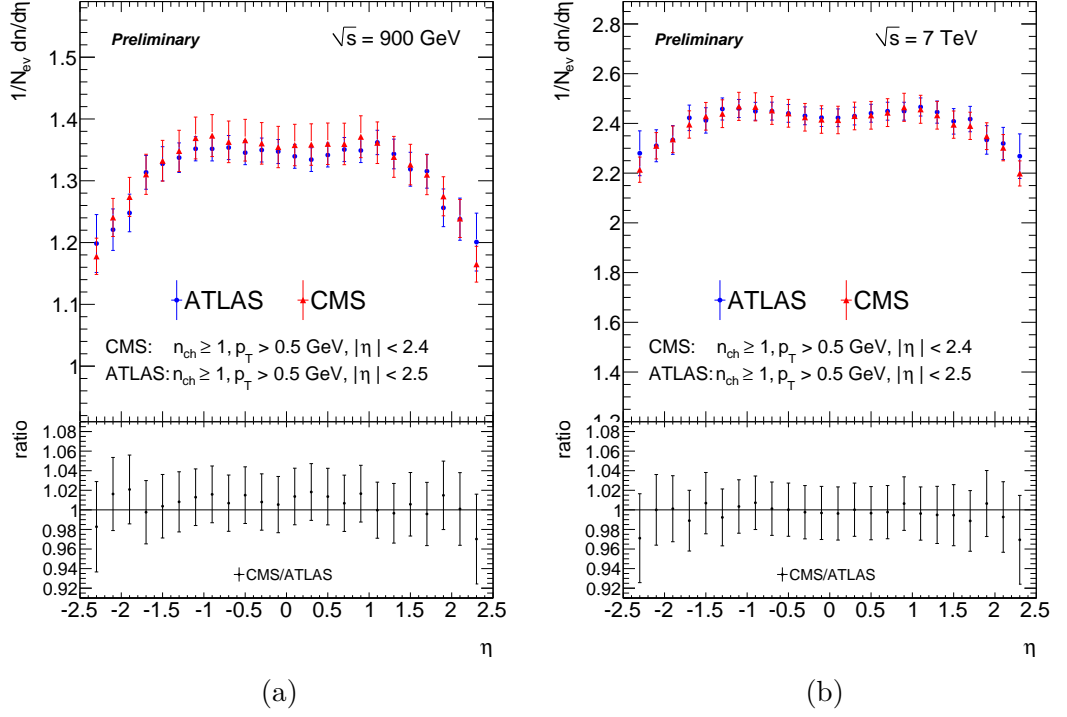 1/N_ev dn/dη
Preliminary
√s = 900 GeV
1.5
1.4
1.3
1.2
1.1
1
ATLAS
CMS
CMS: n_ch ≥ 1, p_T > 0.5 GeV, |η| < 2.4
ATLAS: n_ch ≥ 1, p_T > 0.5 GeV, |η| < 2.5
ratio
1.08
1.06
1.04
1.02
1
0.98
0.96
0.94
0.92
CMS/ATLAS
-2.5 -2 -1.5 -1 -0.5 0 0.5 1 1.5 2 2.5
η
(a)
1/N_ev dn/dη
Preliminary
√s = 7 TeV
2.8
2.6
2.4
2.2
2
1.8
1.6
1.4
1.2
ATLAS
CMS
CMS: n_ch ≥ 1, p_T > 0.5 GeV, |η| < 2.4
ATLAS: n_ch ≥ 1, p_T > 0.5 GeV, |η| < 2.5
ratio
1.08
1.06
1.04
1.02
1
0.98
0.96
0.94
0.92
CMS/ATLAS
-2.5 -2 -1.5 -1 -0.5 0 0.5 1 1.5 2 2.5
η
(b)